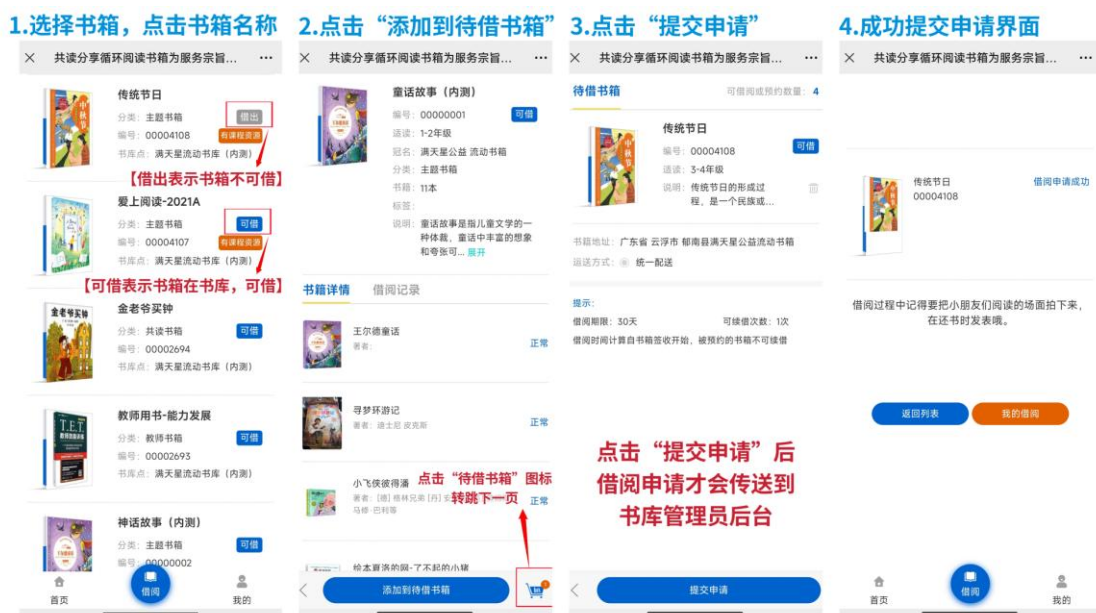 1.选择书箱，点击书箱名称
共读分享循环阅读书箱为服务宗旨...
传统节日
分类：主题书箱
借出
编号：00004108
有课程资源
书库点：满天星流动书库（内测）
【借出表示书箱不可借】
爱上阅读-2021A
分类：主题书箱
可借
编号：00004107
有课程资源
书库点：满天星流动书库（内测）
【可借表示书箱在书库，可借】
金老爷买钟
分类：共读书箱
可借
编号：00002694
书库点：满天星流动书库（内测）
教师用书-能力发展
分类：教师书箱
可借
编号：00002693
书库点：满天星流动书库（内测）
神话故事（内测）
分类：主题书箱
可借
编号：00000002
首页
借阅
我的
2.点击“添加到待借书箱”
共读分享循环阅读书箱为服务宗旨...
童话故事（内测）
编号：00000001
可借
适读：1-2年级
冠名：满天星公益 流动书箱
分类：主题书箱
书籍：11本
标签：
说明：童话故事是指儿童文学的一
种体裁，童话中丰富的想象
和夸张可... 展开
书籍详情
借阅记录
王尔德童话
著者：
正常
寻梦环游记
著者：迪士尼 皮克斯
正常
小飞侠彼得潘
著者：[德] 格林兄弟 [丹]
马修·巴利等
正常
点击“待借书箱”图标
转跳下一页
绘本夏洛的网-了不起的小猪
添加到待借书箱
3.点击“提交申请”
共读分享循环阅读书箱为服务宗旨...
待借书箱
可借阅或预约数量：4
传统节日
编号：00004108
可借
适读：3-4年级
说明：传统节日的形成过
程，是一个民族或...
书箱地址：广东省 云浮市 郁南县满天星公益流动书箱
运送方式：统一配送
提示：
借阅期限：30天
可续借次数：1次
借阅时间计算自书箱签收开始，被预约的书箱不可续借
点击“提交申请”后
借阅申请才会传送到
书库管理员后台
提交申请
4.成功提交申请界面
共读分享循环阅读书箱为服务宗旨...
传统节日
00004108
借阅申请成功
借阅过程中记得要把小朋友们阅读的场面拍下来，
在还书时发表哦。
返回列表
我的借阅
首页
借阅
我的